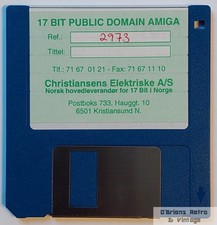 17 BIT PUBLIC DOMAIN AMIGA
Ref.: 2973
Tittel:
Tlf.: 71 67 01 21 - Fax: 71 67 11 10
Christiansens Elektriske A/S
Norsk hovedleverandør for 17 Bit i Norge
Postboks 733, Hauggt. 10
6501 Kristiansund N.
O'Briens Retro
& Vintage